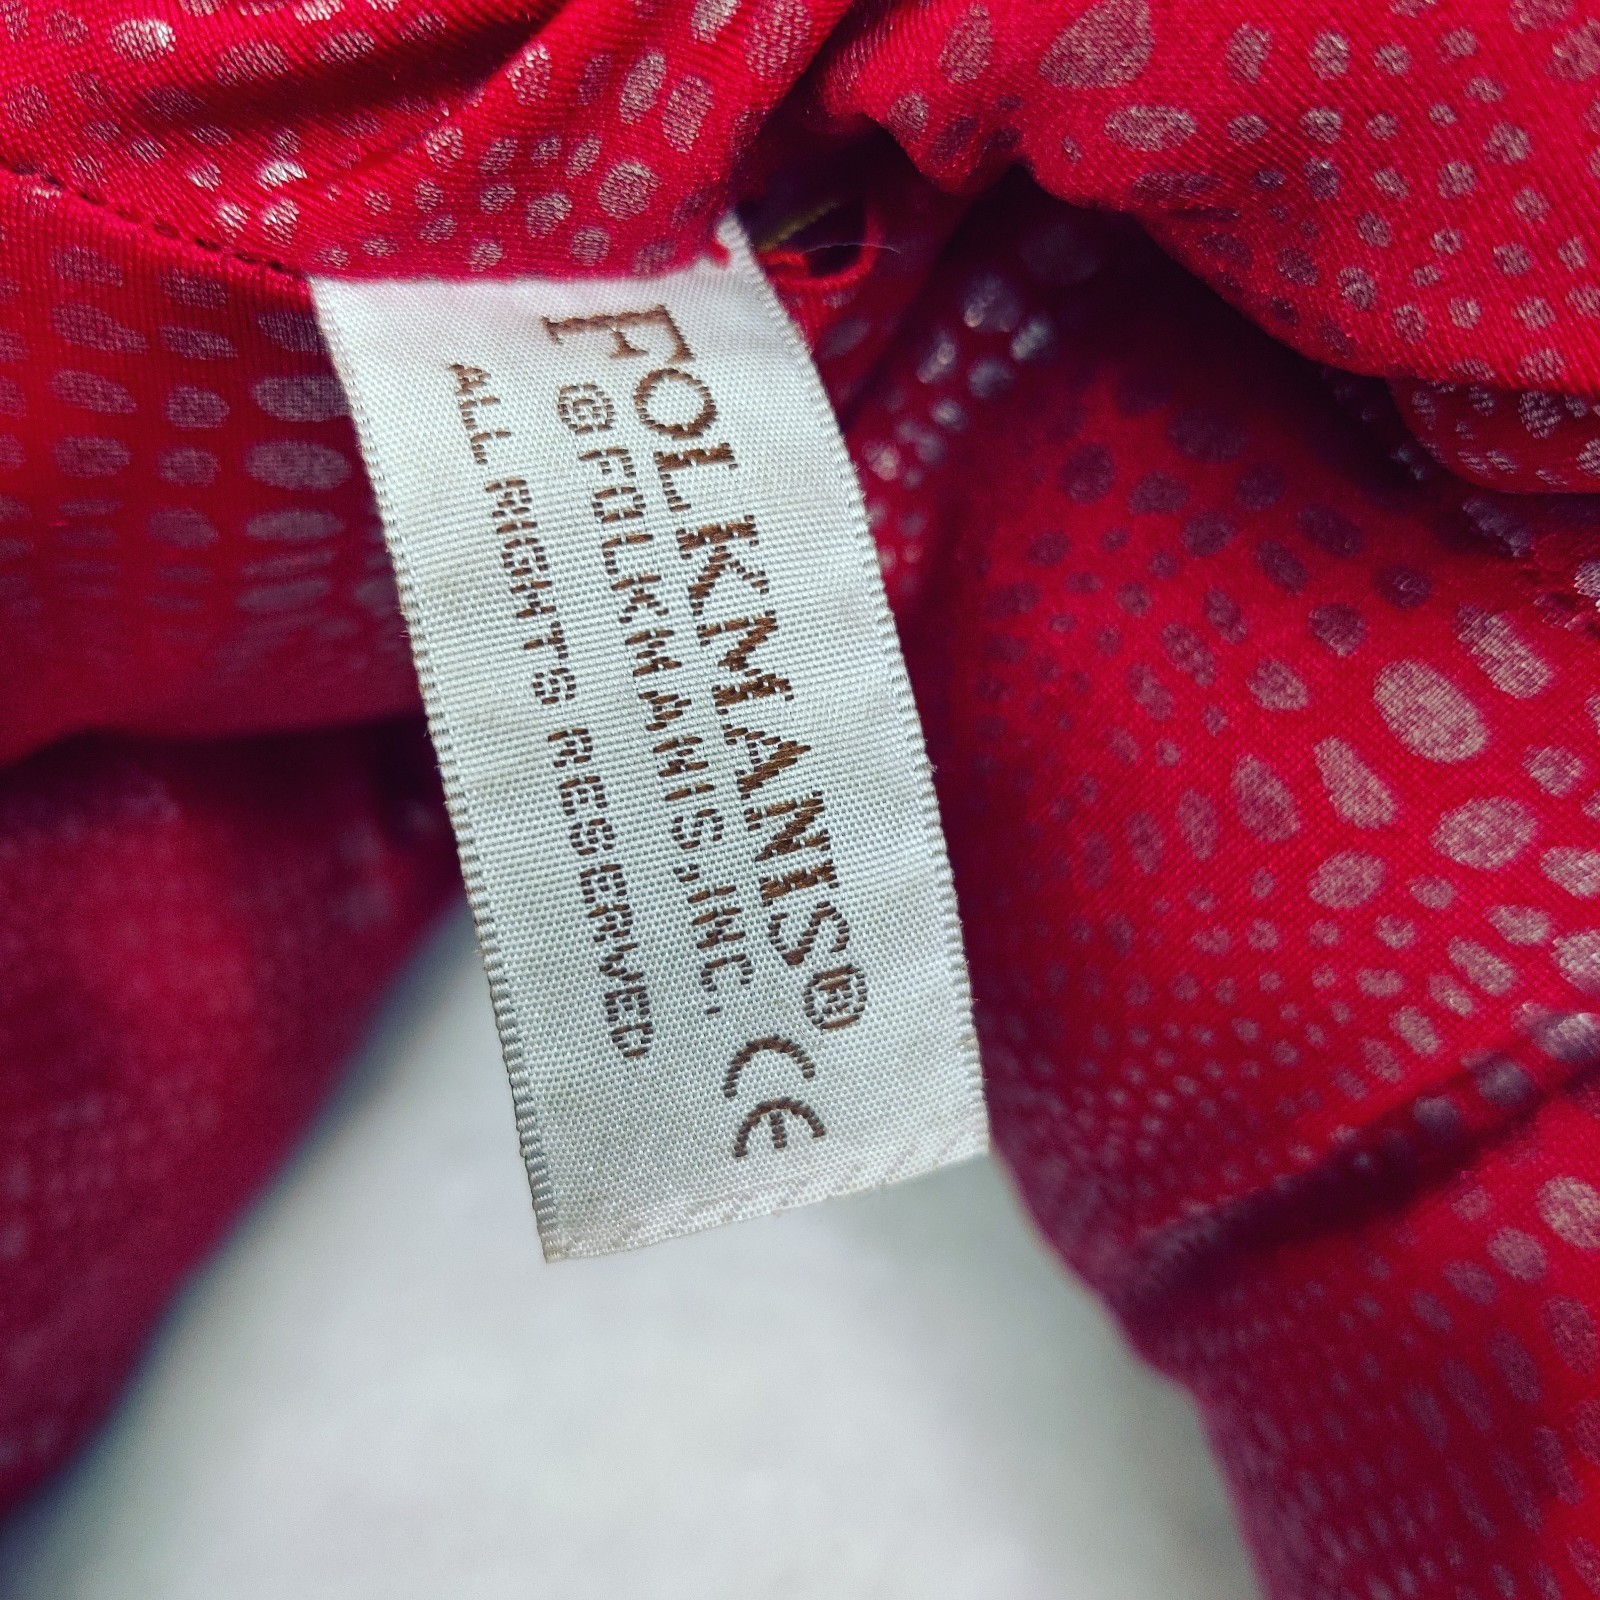 FOLKMANIS®
©FOLKMANIS,INC.
ALL RIGHTS RESERVED
CE